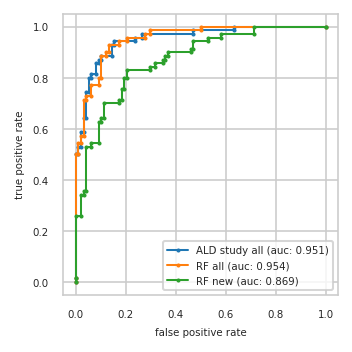 1.0
0.8
0.6
0.4
0.2
0.0
true positive rate
ALD study all (auc: 0.951)
RF all (auc: 0.954)
RF new (auc: 0.869)
0.0 0.2 0.4 0.6 0.8 1.0
false positive rate